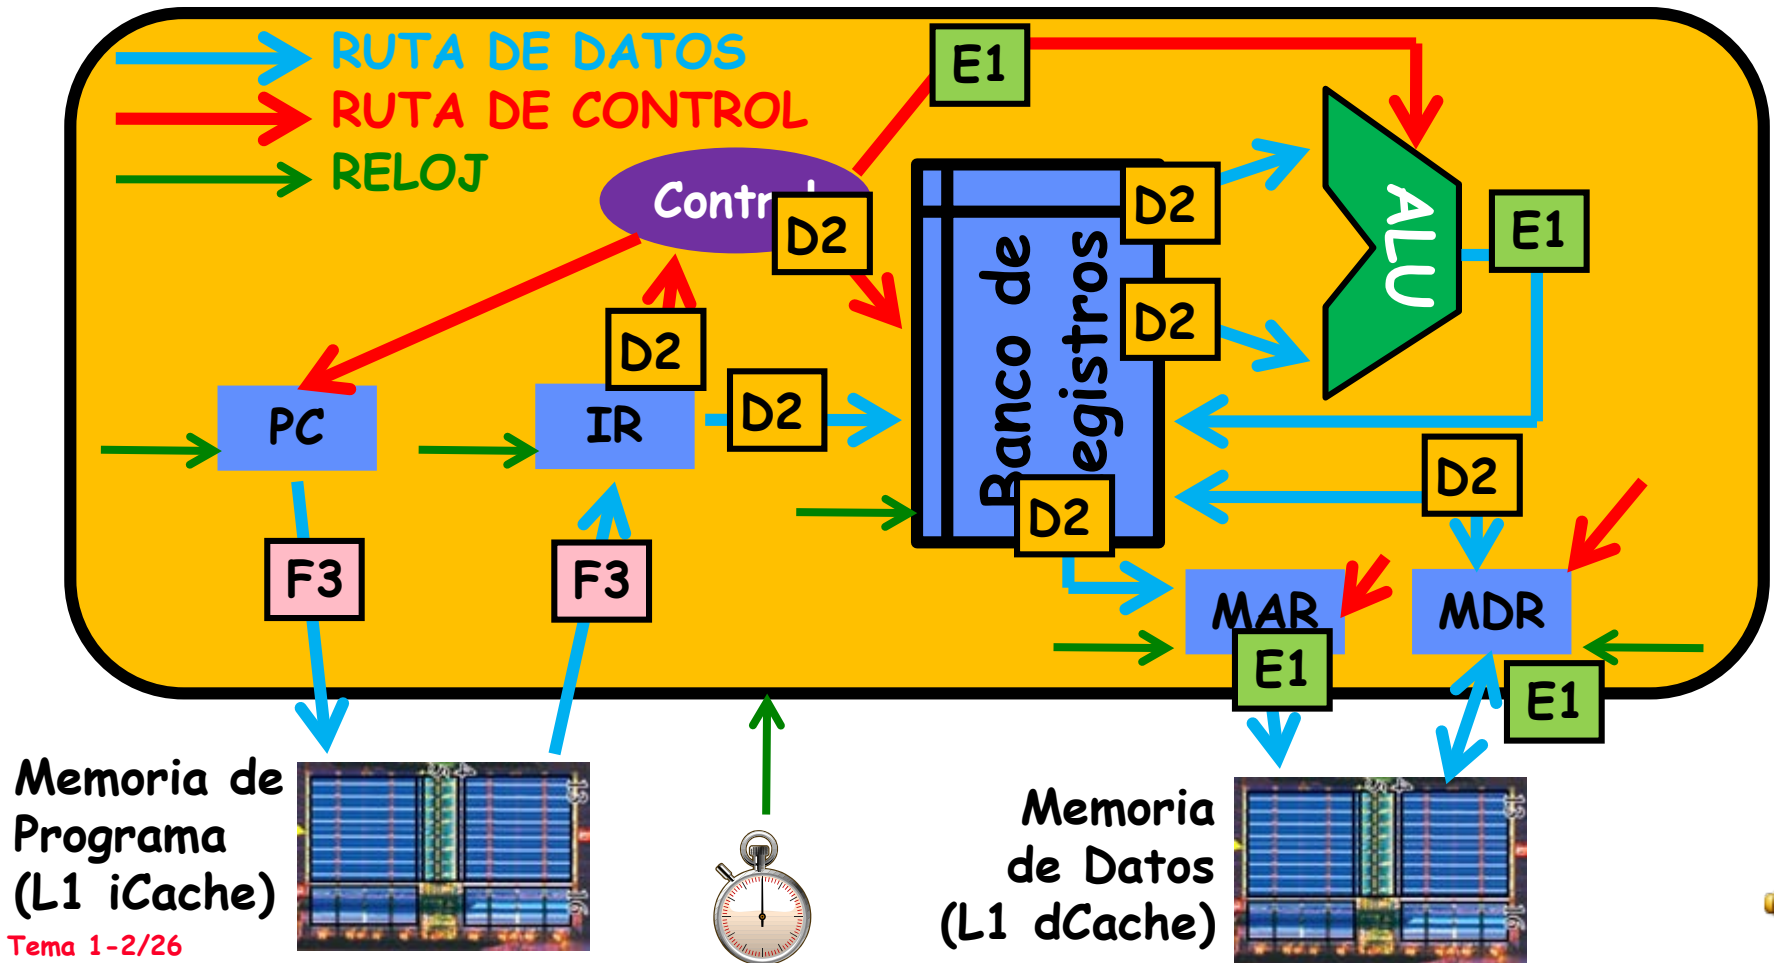 RUTA DE DATOS
RUTA DE CONTROL
RELOJ
E1
Contr
D2
D2
D2
ALU
E1
D2
D2
Banco de
egistros
PC
IR
D2
D2
D2
F3
F3
MAR
MDR
E1
E1
Memoria de
Programa
(L1 iCache)
Memoria
de Datos
(L1 dCache)
Tema 1-2/26